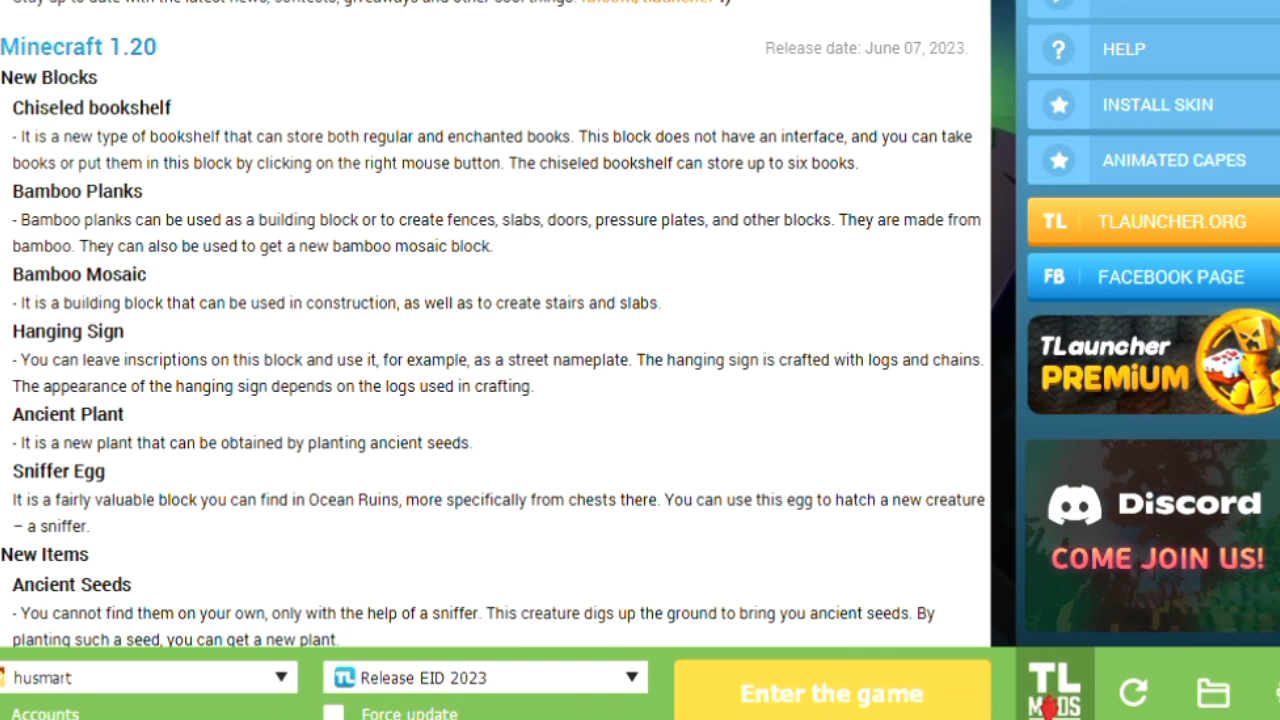 Minecraft 1.20
Release date: June 07, 2023.
New Blocks
Chiseled bookshelf
- It is a new type of bookshelf that can store both regular and enchanted books. This block does not have an interface, and you can take
books or put them in this block by clicking on the right mouse button. The chiseled bookshelf can store up to six books.
Bamboo Planks
- Bamboo planks can be used as a building block or to create fences, slabs, doors, pressure plates, and other blocks. They are made from
bamboo. They can also be used to get a new bamboo mosaic block.
Bamboo Mosaic
- It is a building block that can be used in construction, as well as to create stairs and slabs.
Hanging Sign
- You can leave inscriptions on this block and use it, for example, as a street nameplate. The hanging sign is crafted with logs and chains.
The appearance of the hanging sign depends on the logs used in crafting.
Ancient Plant
- It is a new plant that can be obtained by planting ancient seeds.
Sniffer Egg
It is a fairly valuable block you can find in Ocean Ruins, more specifically from chests there. You can use this egg to hatch a new creature
– a sniffer.
New Items
Ancient Seeds
- You cannot find them on your own, only with the help of a sniffer. This creature digs up the ground to bring you ancient seeds. By
planting such a seed, you can get a new plant.
husmart
Release EID 2023
Enter the game
Accounts
Force update
? HELP
INSTALL SKIN
ANIMATED CAPES
TL TLAUNCHER.ORG
FB FACEBOOK PAGE
TLauncher
PREMiUM
Discord
COME JOIN US!
TL
MODS